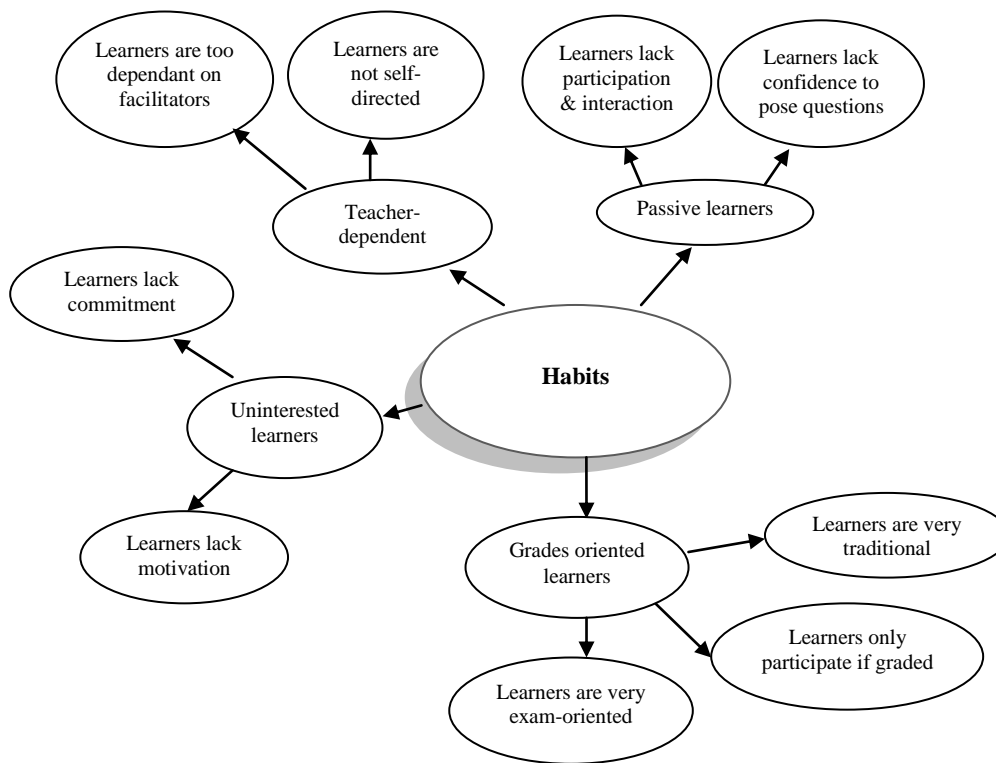 Learners are too
dependant on
facilitators
Learners are
not self-
directed
Learners lack
participation
& interaction
Learners lack
confidence to
pose questions
Teacher-
dependent
Passive learners
Learners lack
commitment
Habits
Uninterested
learners
Learners lack
motivation
Grades oriented
learners
Learners are very
traditional
Learners only
participate if graded
Learners are very
exam-oriented